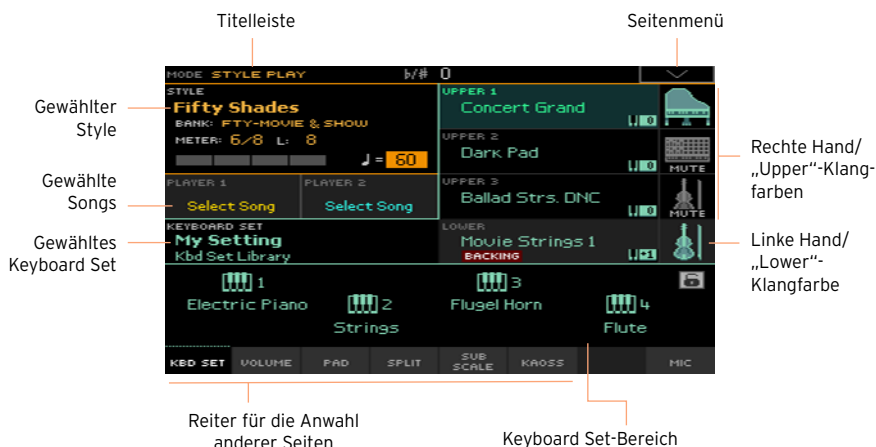 Titelleiste
Seitenmenü
MODE STYLE PLAY ♭/# 0
STYLE
Fifty Shades
BANK: FTY-MOVIE & SHOW
METER: 6/8 L: 8
♩ = 60
UPPER 1
Concert Grand
0
UPPER 2
Dark Pad
0
MUTE
UPPER 3
Ballad Strs. DNC
0
MUTE
PLAYER 1
Select Song
PLAYER 2
Select Song
KEYBOARD SET
My Setting
Kbd Set Library
LOWER
Movie Strings 1
BACKING
+1
1
Electric Piano
2
Strings
3
Flugel Horn
4
Flute
KBD SET VOLUME PAD SPLIT SUB SCALE KAOSS MIC
Gewählter
Style
Gewählte
Songs
Gewähltes
Keyboard Set
Rechte Hand/
„Upper“-Klang-
farben
Linke Hand/
„Lower“-
Klangfarbe
Reiter für die Anwahl
anderer Seiten
Keyboard Set-Bereich